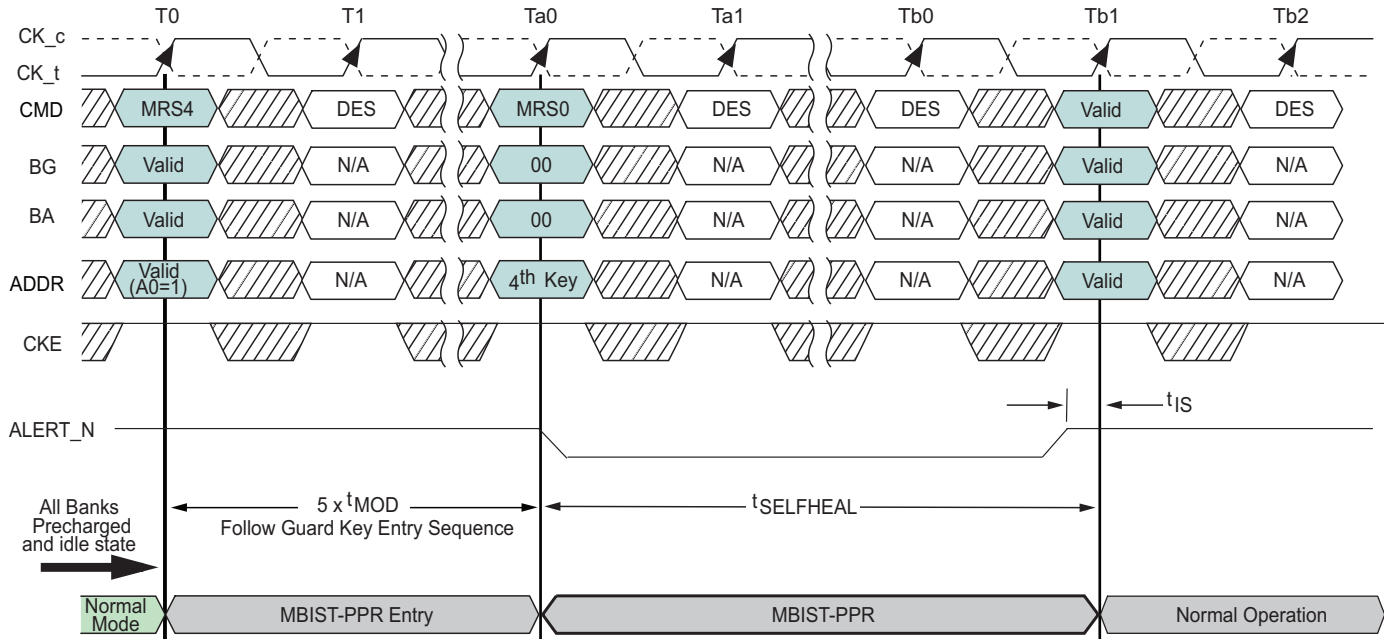 T0 T1 Ta0 Ta1 Tb0 Tb1 Tb2
CK_c
CK_t
CMD MRS4 DES MRS0 DES DES Valid DES
BG Valid N/A 00 N/A N/A Valid N/A
BA Valid N/A 00 N/A N/A Valid N/A
ADDR Valid (A0=1) N/A 4th Key N/A N/A Valid N/A
CKE
tIS
ALERT_N
All Banks
Precharged
and idle state
5 x tMOD
Follow Guard Key Entry Sequence
tSELFHEAL
Normal
Mode
MBIST-PPR Entry
MBIST-PPR
Normal Operation